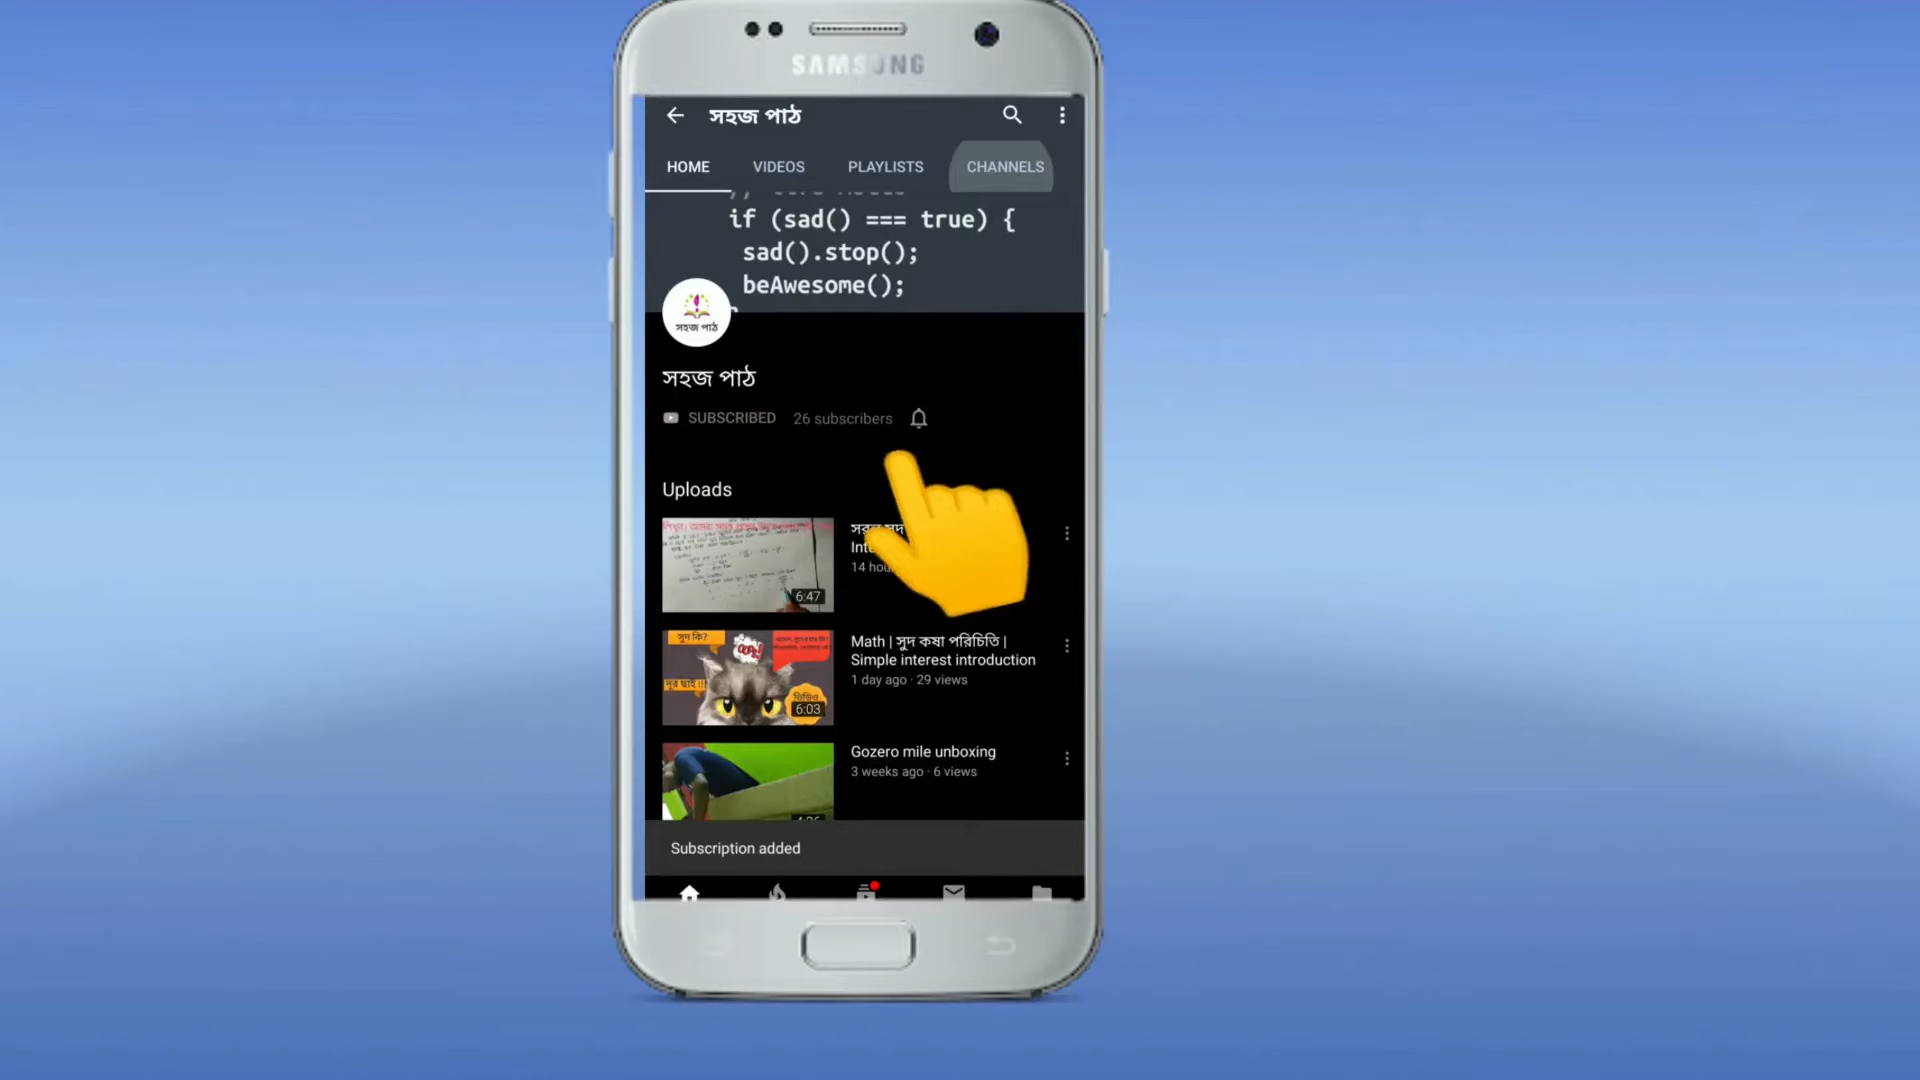 SAMSUNG
সহজ পাঠ
HOME VIDEOS PLAYLISTS CHANNELS
if (sad() === true) {
sad().stop();
beAwesome();
সহজ পাঠ
সহজ পাঠ
SUBSCRIBED 26 subscribers
Uploads
সরল সুদ
14 hou
6:47
সুদ কি?
দূর ছাই !!
6:03
Math | সুদ কষা পরিচিতি |
Simple interest introduction
1 day ago · 29 views
Gozero mile unboxing
3 weeks ago · 6 views
Subscription added